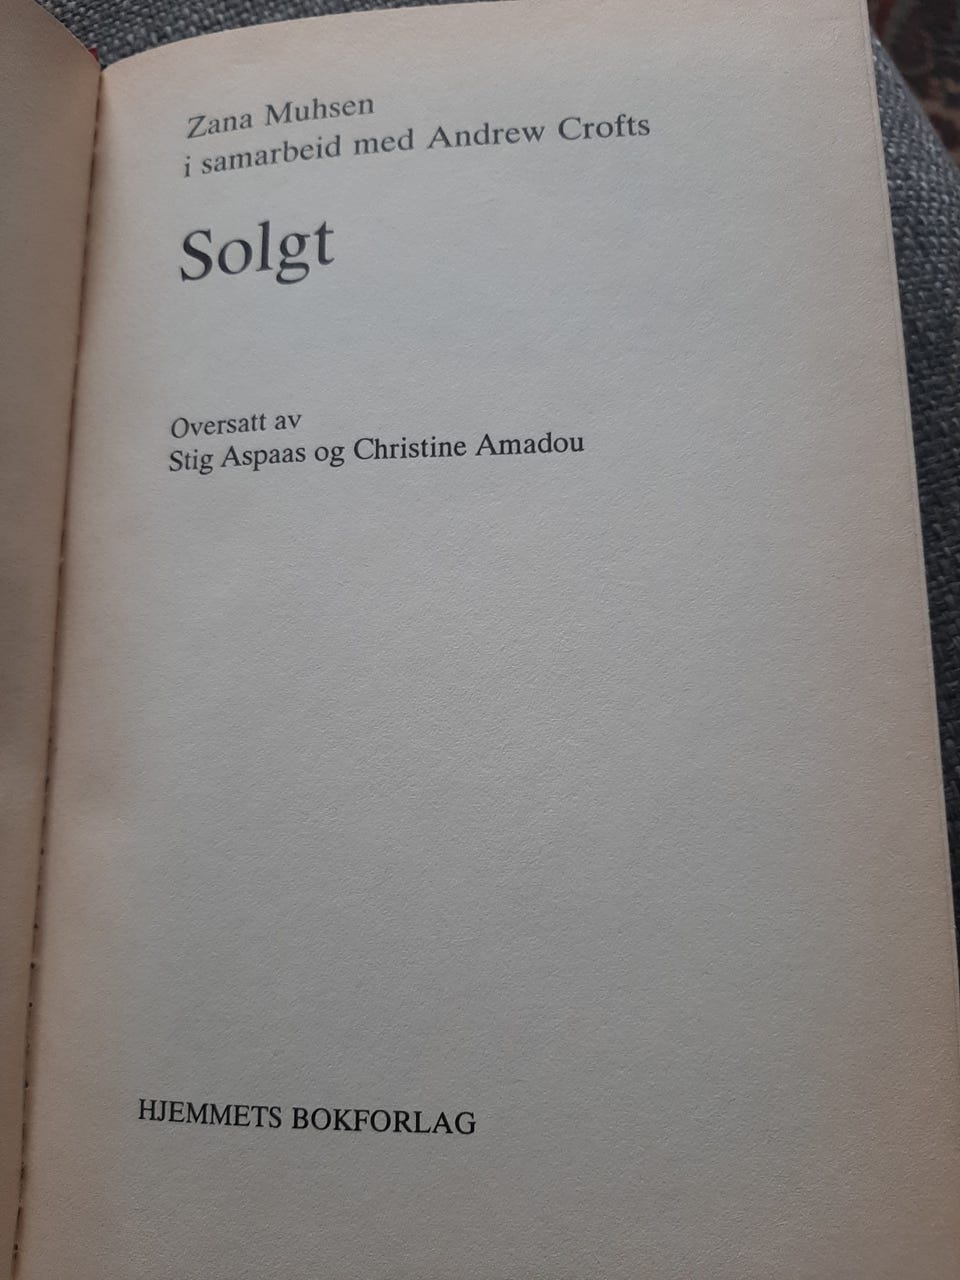 Zana Muhsen
i samarbeid med Andrew Crofts
Solgt
Oversatt av
Stig Aspaas og Christine Amadou
HJEMMETS BOKFORLAG